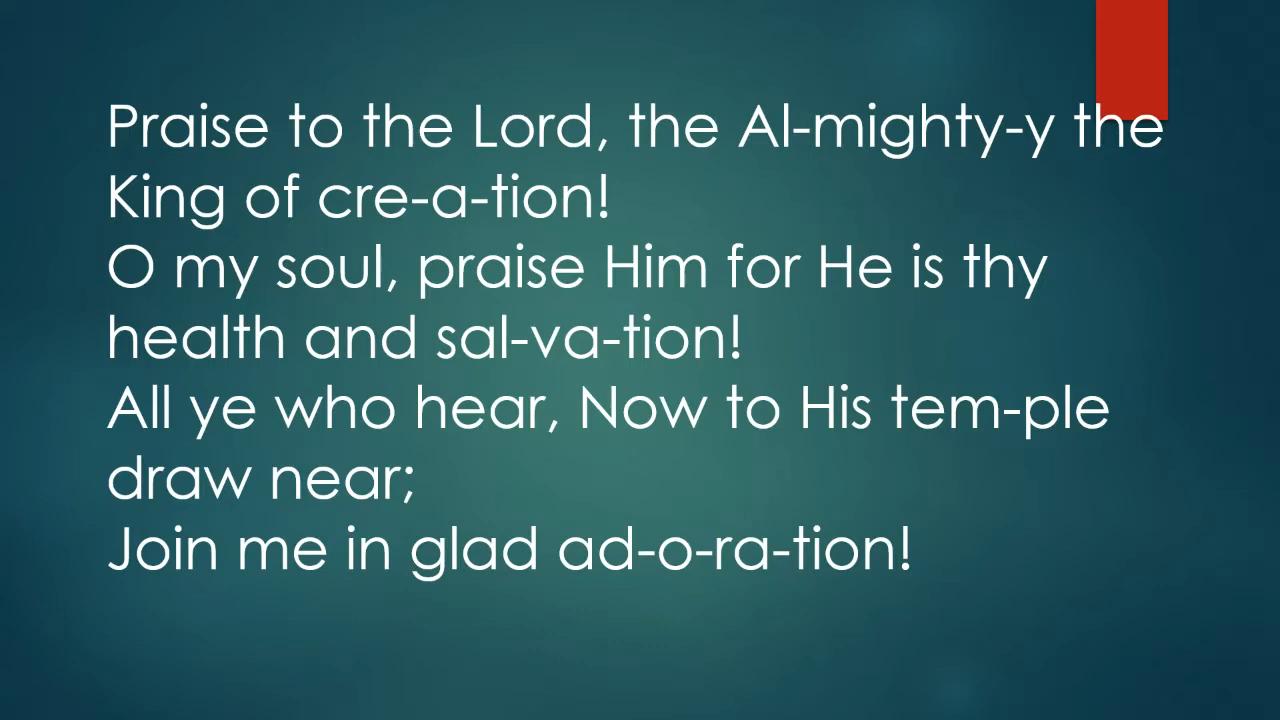 Praise to the Lord, the Al-mighty-y the
King of cre-a-tion!
O my soul, praise Him for He is thy
health and sal-va-tion!
All ye who hear, Now to His tem-ple
draw near;
Join me in glad ad-o-ra-tion!